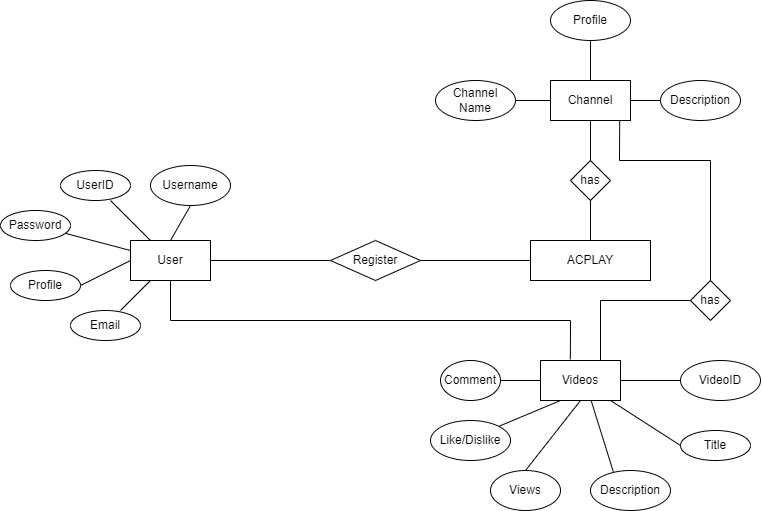 Profile
Channel
Name
Channel
Description
has
UserID
Username
Password
User
Register
ACPLAY
Profile
has
Email
Comment
Videos
VideoID
Like/Dislike
Title
Views
Description